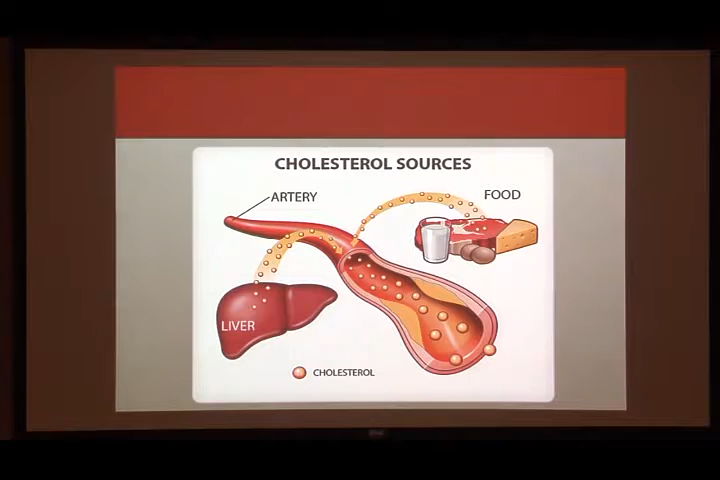 CHOLESTEROL SOURCES
ARTERY
FOOD
LIVER
CHOLESTEROL